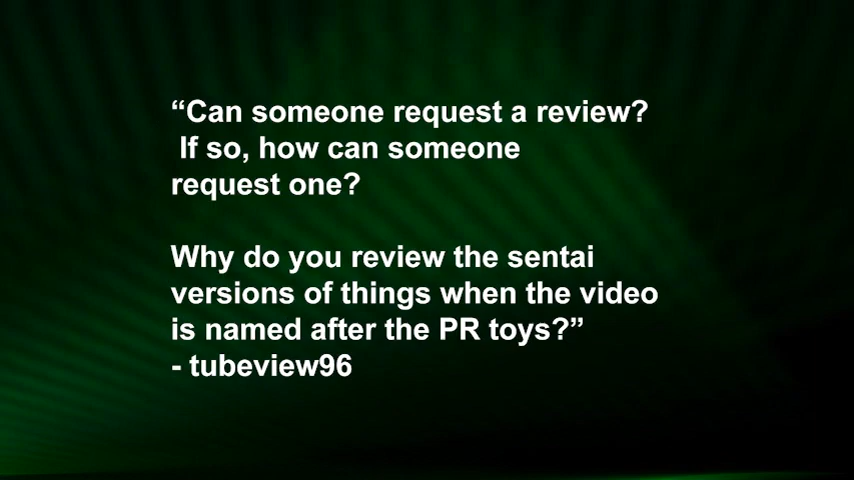 “Can someone request a review?
If so, how can someone
request one?
Why do you review the sentai
versions of things when the video
is named after the PR toys?”
- tubeview96